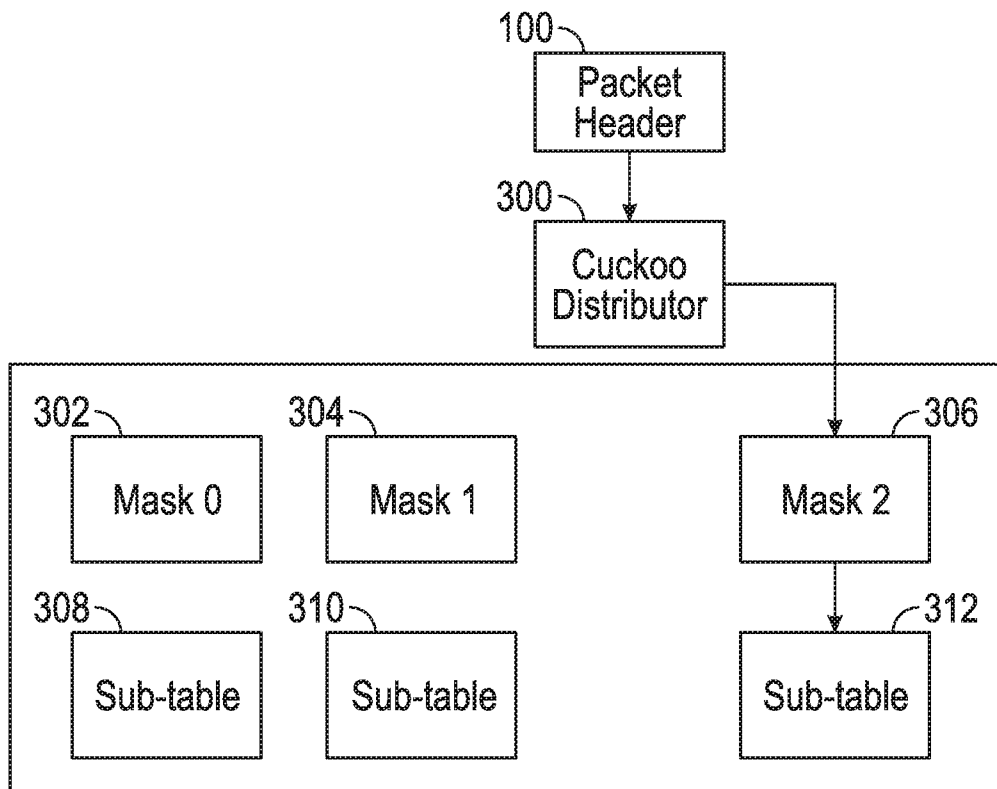 100
Packet
Header
300
Cuckoo
Distributor
302
304
306
Mask 0
Mask 1
Mask 2
308
310
312
Sub-table
Sub-table
Sub-table